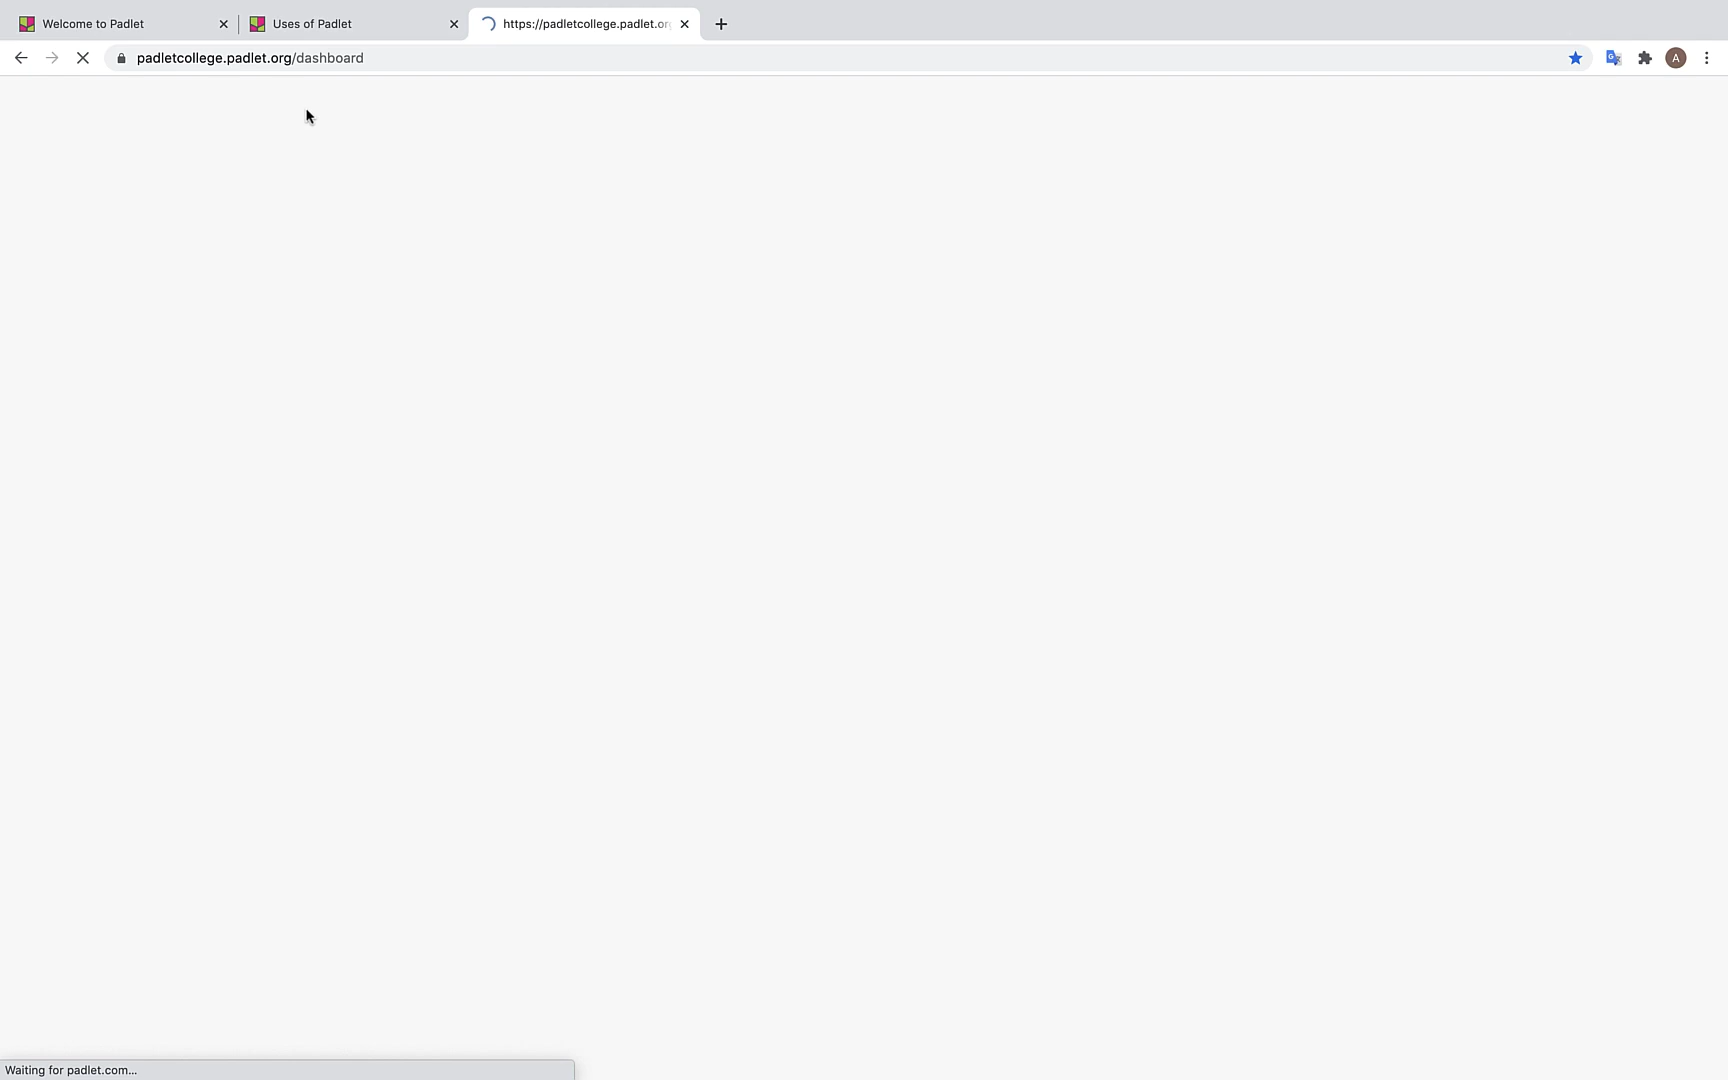 Welcome to Padlet
Uses of Padlet
https://padletcollege.padlet.or
padletcollege.padlet.org/dashboard
A
Waiting for padlet.com...